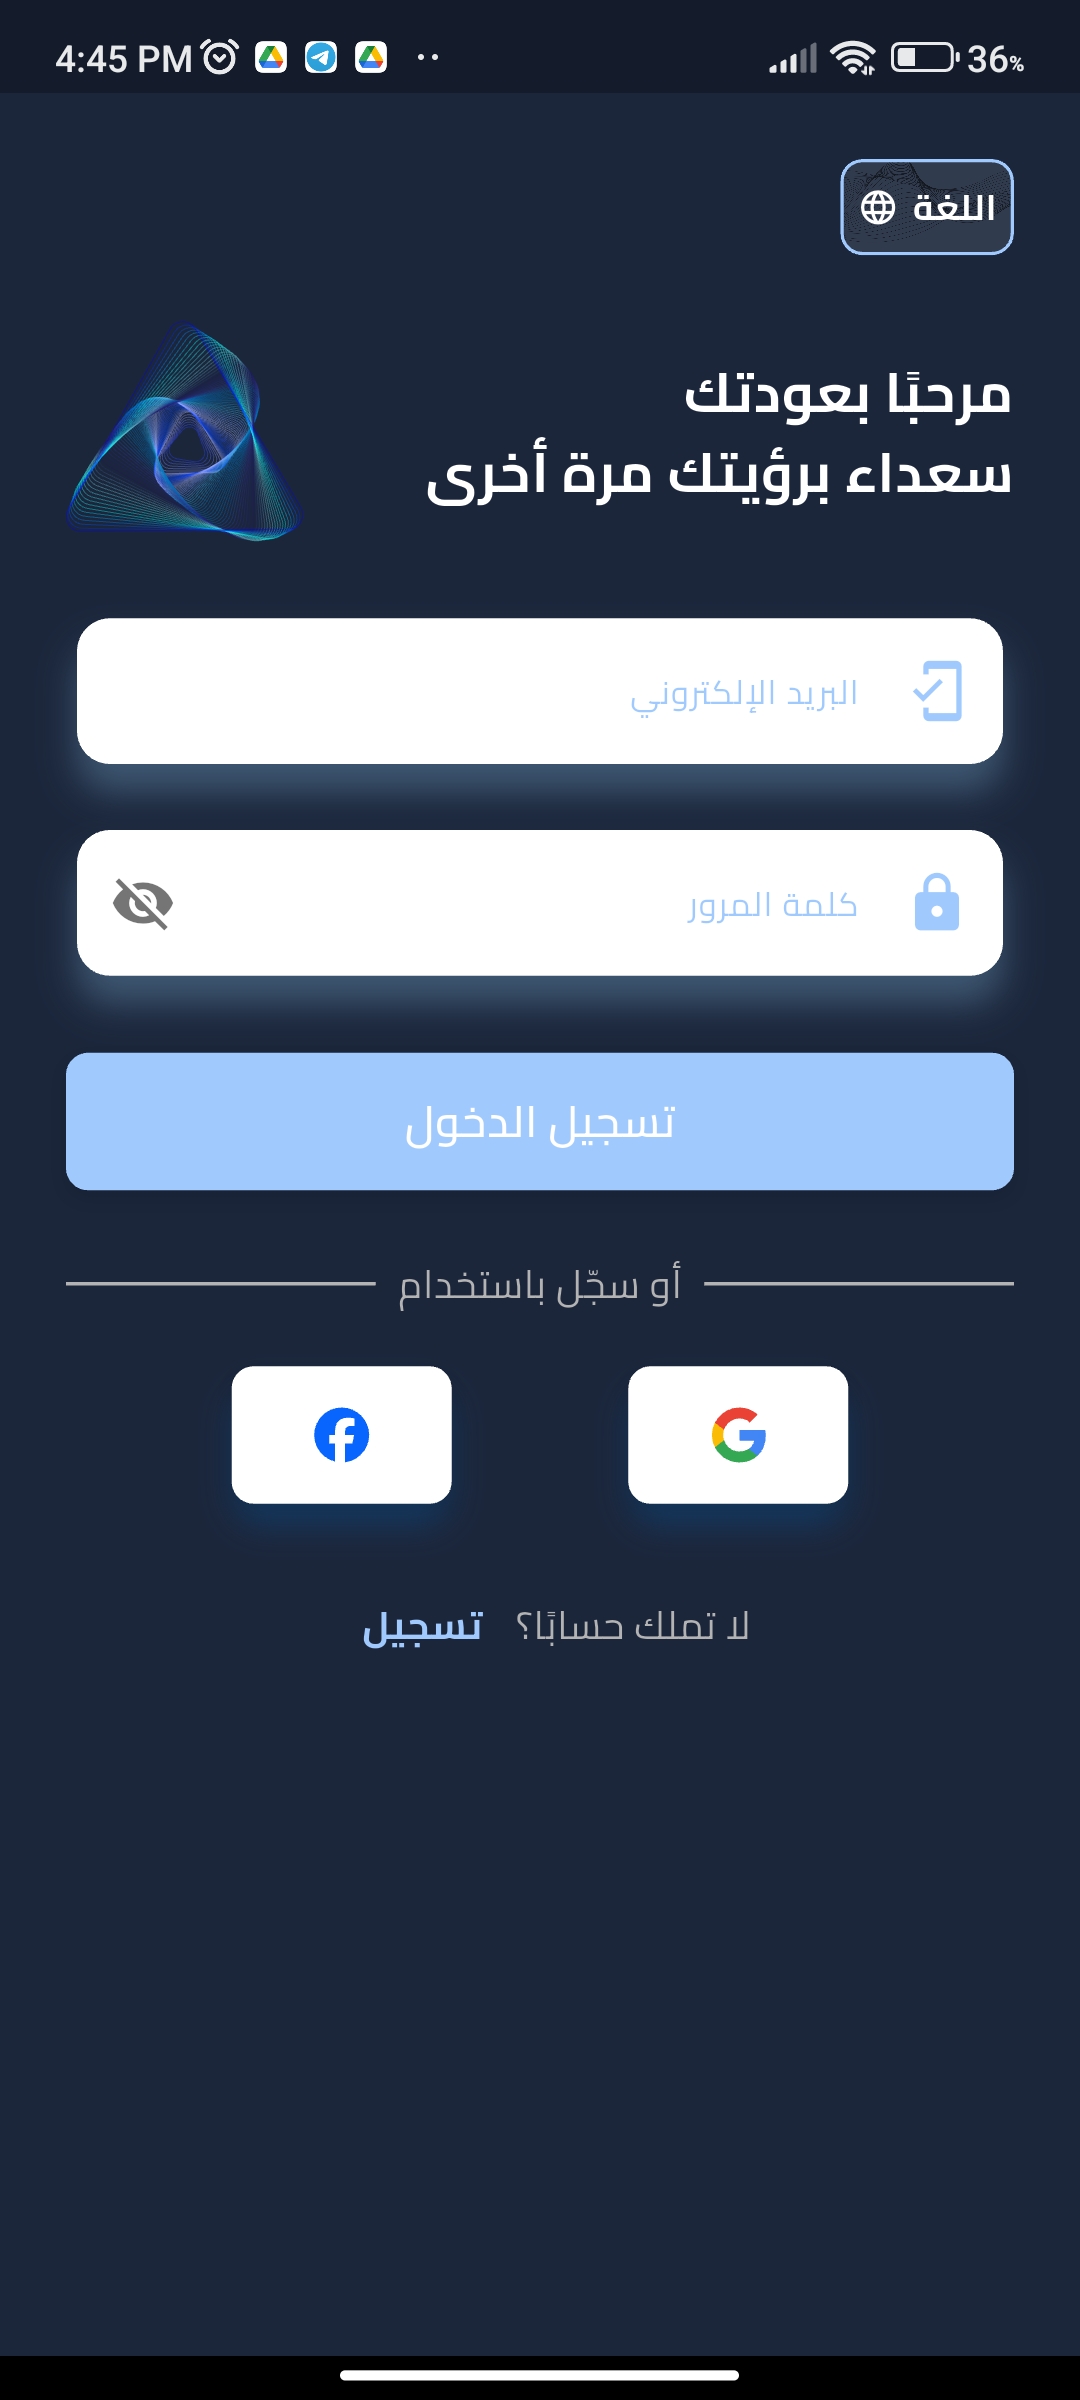 4:45 PM
36%
اللغة
مرحبًا بعودتك
سعداء برؤيتك مرة أخرى
البريد الإلكتروني
كلمة المرور
تسجيل الدخول
أو سجّل باستخدام
لا تملك حسابًا؟ تسجيل